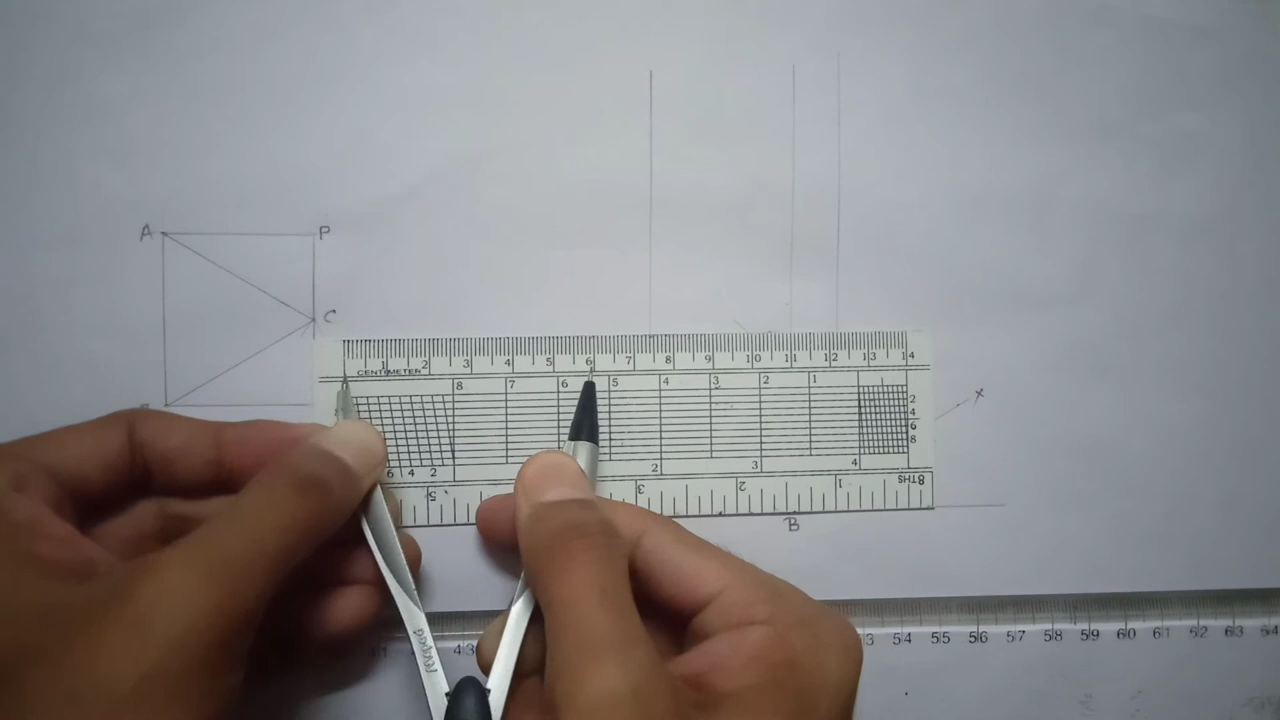 A P
C
1 2 3 4 5 6 7 8 9 10 11 12 13 14
CENTIMETER
8 7 6 5 4 3 2 1 2
4
6
8
X
6 4 2 2 3 4
5 3 2 1 8THS
B
43 54 55 56 57 58 59 60 61 62 63 64